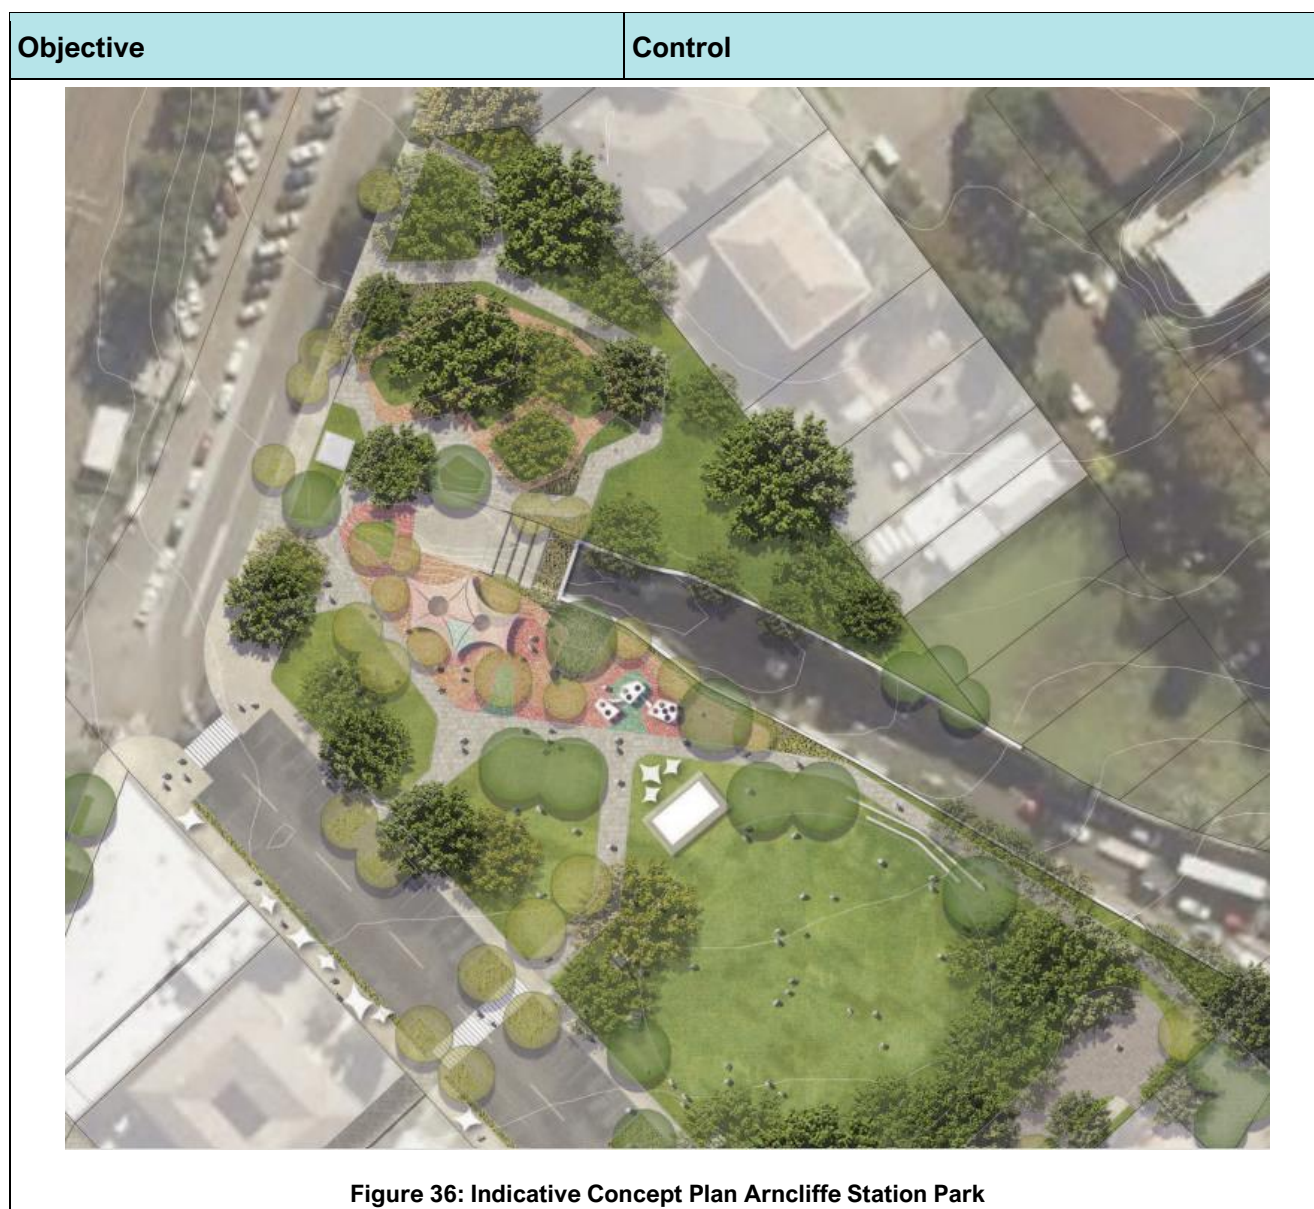 Objective
Control
Figure 36: Indicative Concept Plan Arncliffe Station Park